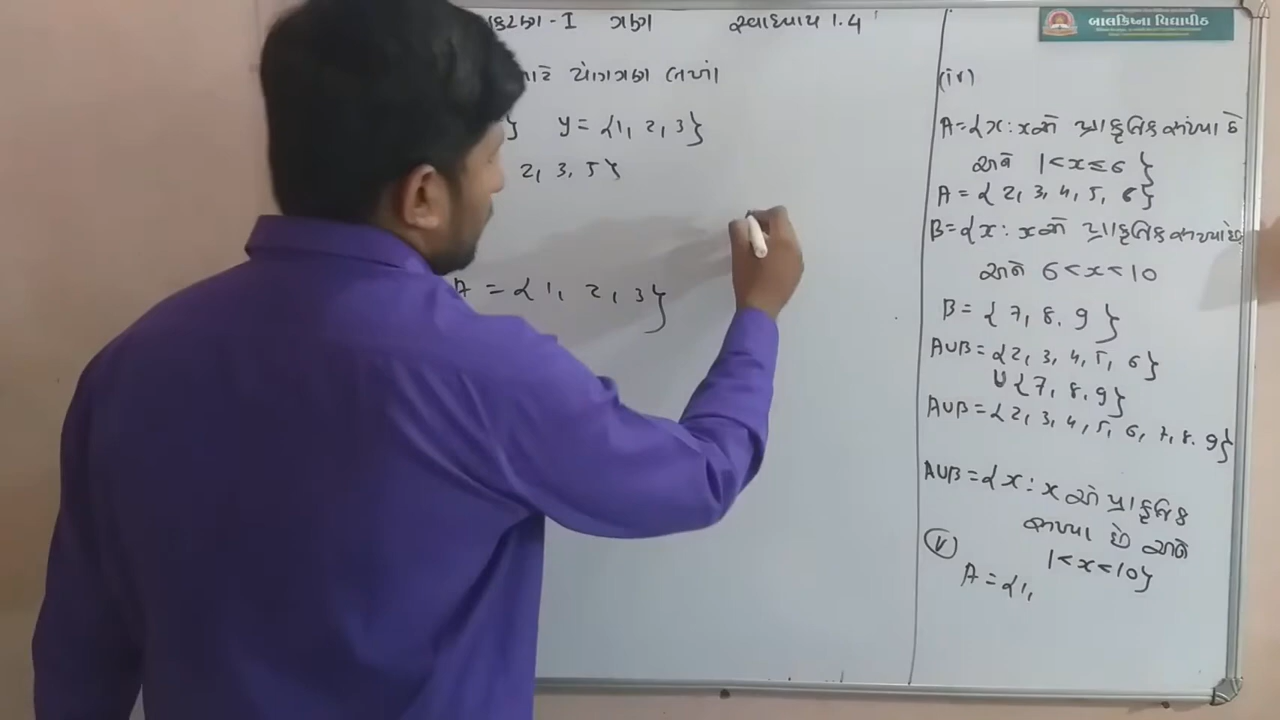 પ્રકરણ - I ગણ સ્વાધ્યાય 1.4
માટે યોગગણ લખો
} y = {1, 2, 3}
2, 3, 5}
A = {1, 2, 3}
બાલક્રિષ્ના વિદ્યાપીઠ
(iv)
A = {x : x એ પ્રાકૃતિક સંખ્યા છે
અને 1 < x ≤ 6}
A = {2, 3, 4, 5, 6}
B = {x : x એ પ્રાકૃતિક સંખ્યા છે
અને 6 < x < 10
B = {7, 8, 9}
A∪B = {2, 3, 4, 5, 6}
∪ {7, 8, 9}
A∪B = {2, 3, 4, 5, 6, 7, 8, 9}
A∪B = {x : x એ પ્રાકૃતિક
સંખ્યા છે અને
1 < x < 10}
(v)
A = {1,